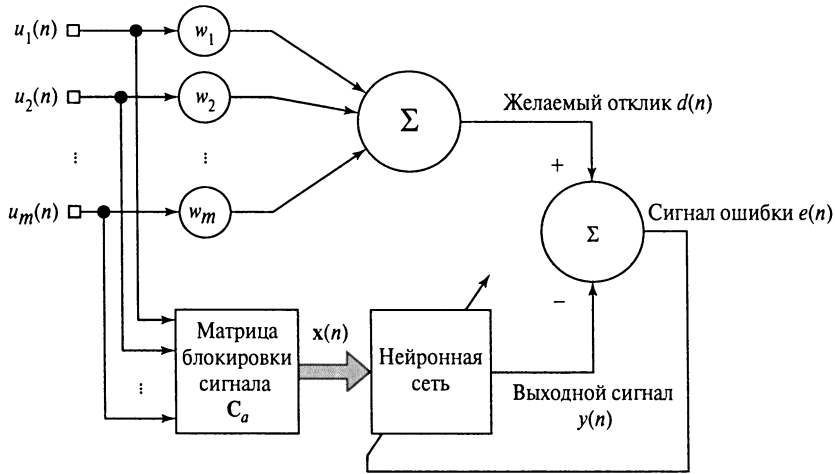 u₁(n)
w₁
u₂(n)
w₂
Σ
Желаемый отклик d(n)
...
...
+
uₘ(n)
wₘ
Σ
Сигнал ошибки e(n)
−
Матрица
блокировки
сигнала
Cₐ
x(n)
Нейронная
сеть
...
Выходной сигнал
y(n)